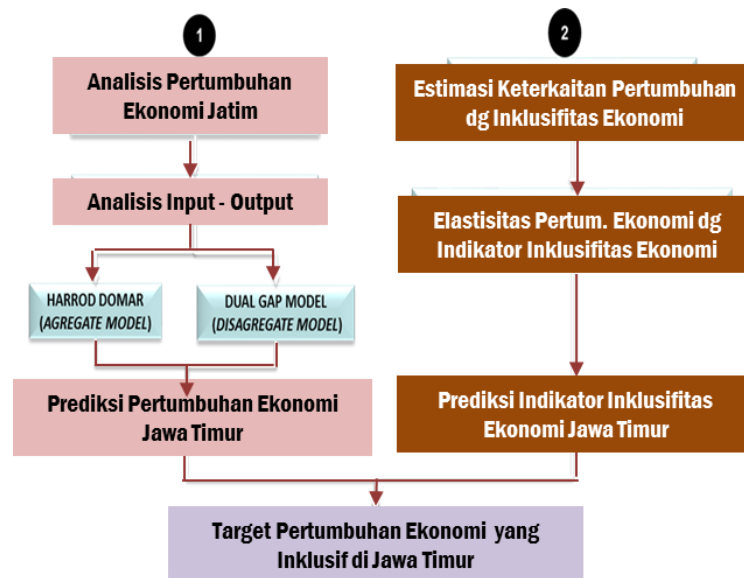 1
Analisis Pertumbuhan
Ekonomi Jatim
Analisis Input - Output
HARROD DOMAR
(AGREGATE MODEL)
DUAL GAP MODEL
(DISAGREGATE MODEL)
Prediksi Pertumbuhan Ekonomi
Jawa Timur
2
Estimasi Keterkaitan Pertumbuhan
dg Inklusifitas Ekonomi
Elastisitas Pertum. Ekonomi dg
Indikator Inklusifitas Ekonomi
Prediksi Indikator Inklusifitas
Ekonomi Jawa Timur
Target Pertumbuhan Ekonomi yang
Inklusif di Jawa Timur